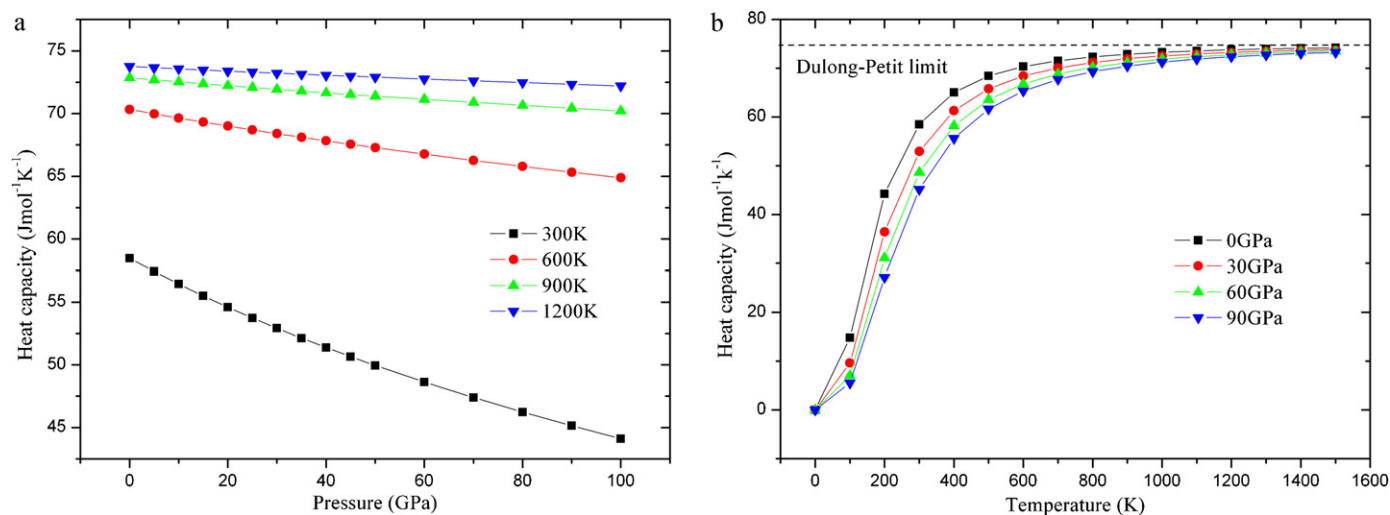 a
75
70
65
60
55
50
45
Heat capacity (Jmol⁻¹K⁻¹)
300K
600K
900K
1200K
0 20 40 60 80 100
Pressure (GPa)
b
80
60
40
20
0
Heat capacity (Jmol⁻¹k⁻¹)
Dulong-Petit limit
0GPa
30GPa
60GPa
90GPa
0 200 400 600 800 1000 1200 1400 1600
Temperature (K)